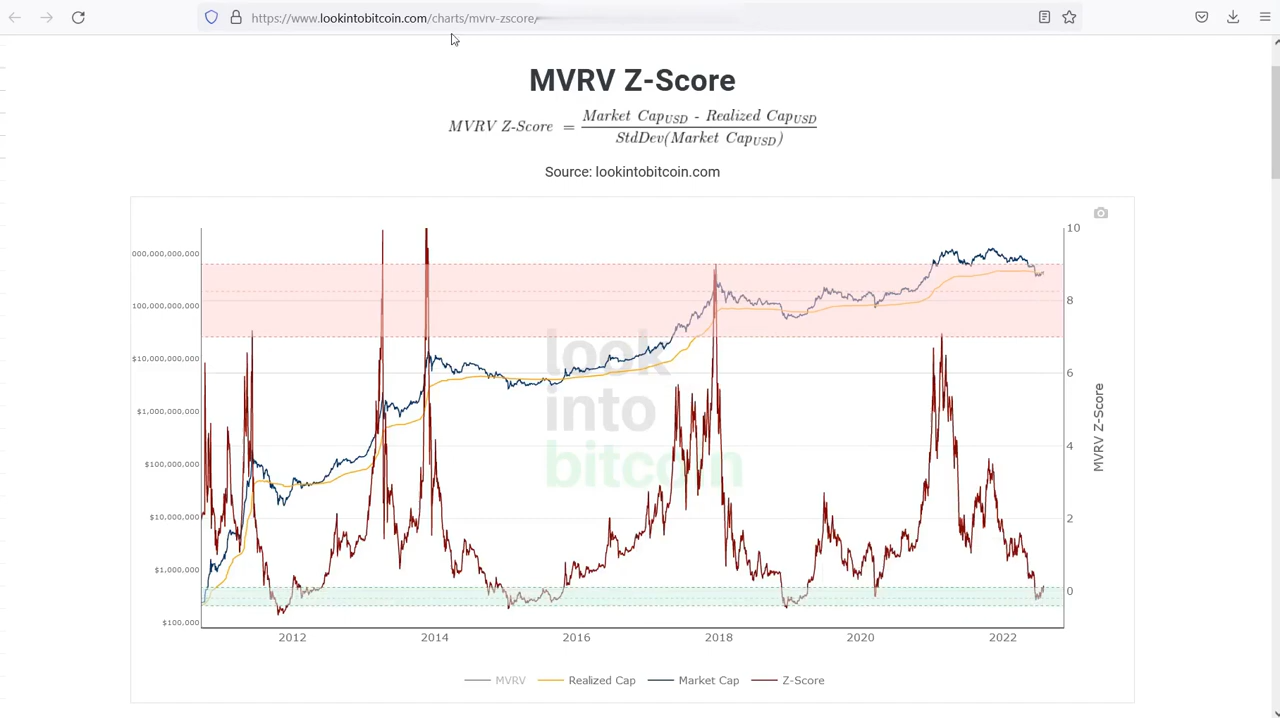 https://www.lookintobitcoin.com/charts/mvrv-zscore/
MVRV Z-Score
MVRV Z-Score = Market Cap_USD - Realized Cap_USD
StdDev(Market Cap_USD)
Source: lookintobitcoin.com
10
000,000,000,000
$100,000,000,000
8
$10,000,000,000
6
$1,000,000,000
4
$100,000,000
$10,000,000
2
$1,000,000
0
$100,000
MVRV Z-Score
look
into
bitcoin
2012 2014 2016 2018 2020 2022
MVRV Realized Cap Market Cap Z-Score